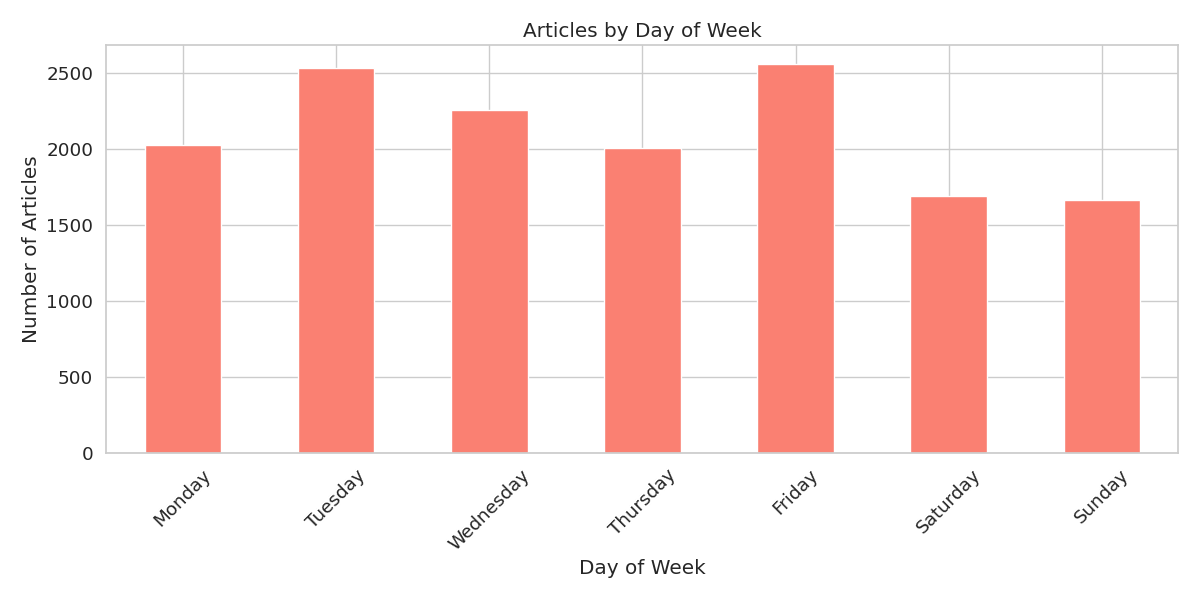 Articles by Day of Week
Number of Articles
2500
2000
1500
1000
500
0
Monday
Tuesday
Wednesday
Thursday
Friday
Saturday
Sunday
Day of Week